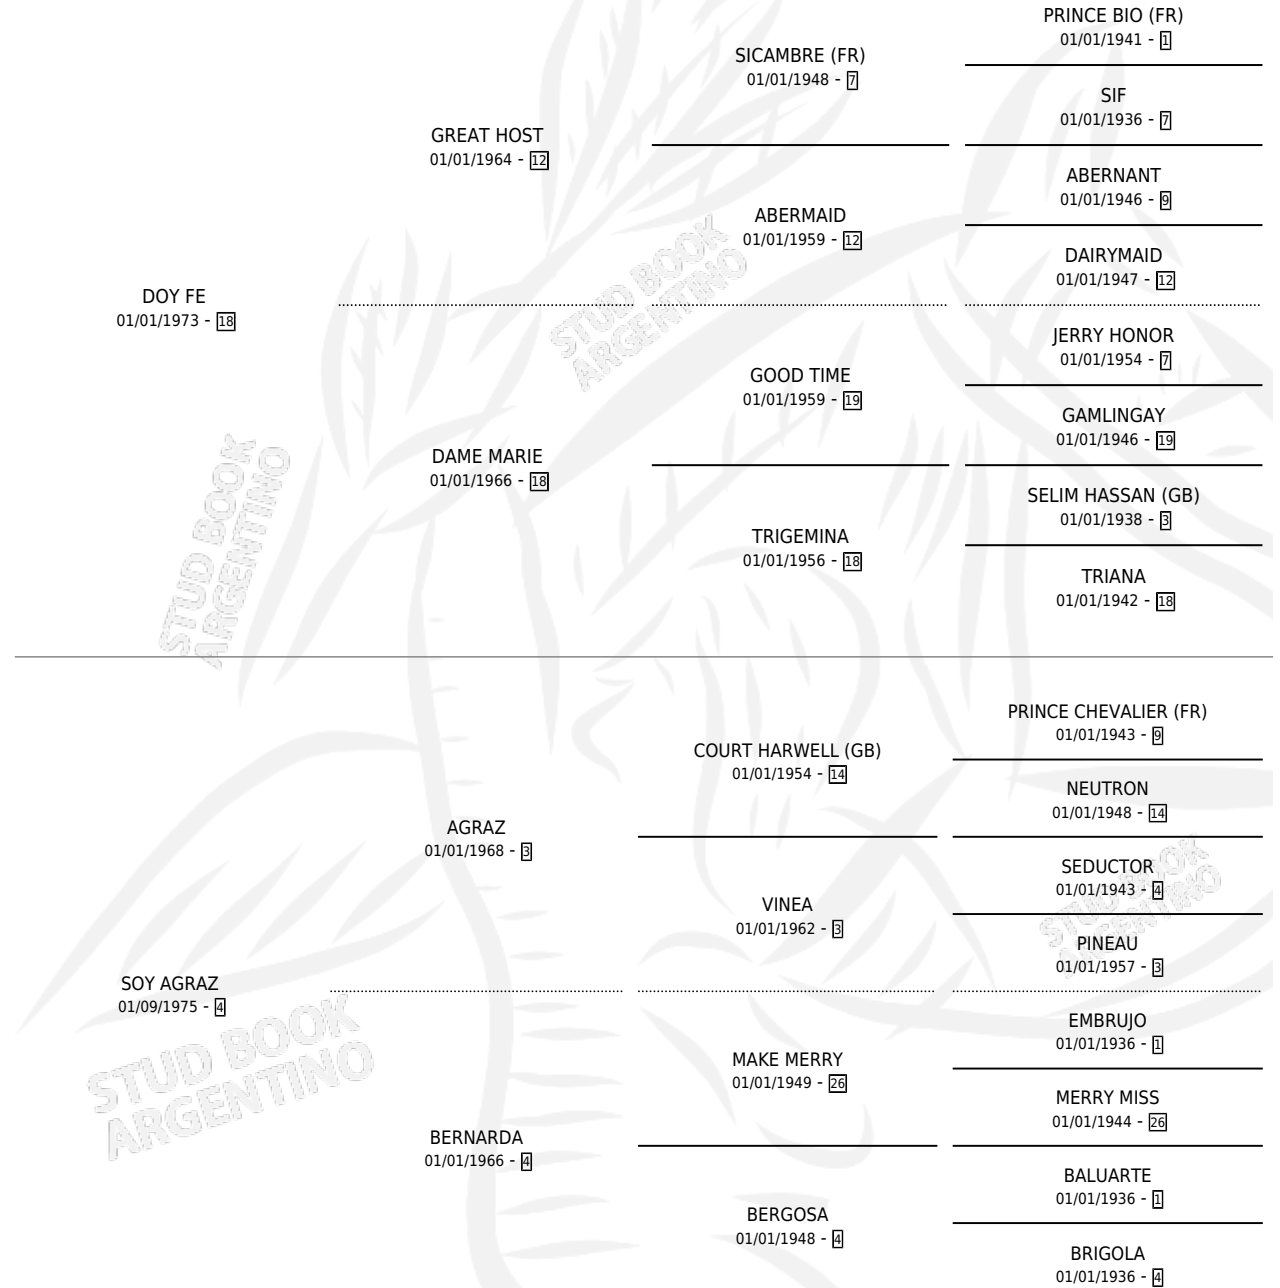 PRINCE BIO (FR)
01/01/1941 - 1
SICAMBRE (FR)
01/01/1948 - 7
SIF
01/01/1936 - 7
GREAT HOST
01/01/1964 - 12
ABERNANT
01/01/1946 - 9
ABERMAID
01/01/1959 - 12
DAIRYMAID
01/01/1947 - 12
DOY FE
01/01/1973 - 18
JERRY HONOR
01/01/1954 - 7
GOOD TIME
01/01/1959 - 19
GAMLINGAY
01/01/1946 - 19
DAME MARIE
01/01/1966 - 18
SELIM HASSAN (GB)
01/01/1938 - 3
TRIGEMINA
01/01/1956 - 18
TRIANA
01/01/1942 - 18
PRINCE CHEVALIER (FR)
01/01/1943 - 9
COURT HARWELL (GB)
01/01/1954 - 14
NEUTRON
01/01/1948 - 14
AGRAZ
01/01/1968 - 3
SEDUCTOR
01/01/1943 - 4
VINEA
01/01/1962 - 3
PINEAU
01/01/1957 - 3
SOY AGRAZ
01/09/1975 - 4
EMBRUJO
01/01/1936 - 1
MAKE MERRY
01/01/1949 - 26
MERRY MISS
01/01/1944 - 26
BERNARDA
01/01/1966 - 4
BALUARTE
01/01/1936 - 1
BERGOSA
01/01/1948 - 4
BRIGOLA
01/01/1936 - 4
STUD BOOK
ARGENTINO
STUD BOOK
ARGENTINO
STUD BOOK
ARGENTINO
STUD BOOK
ARGENTINO